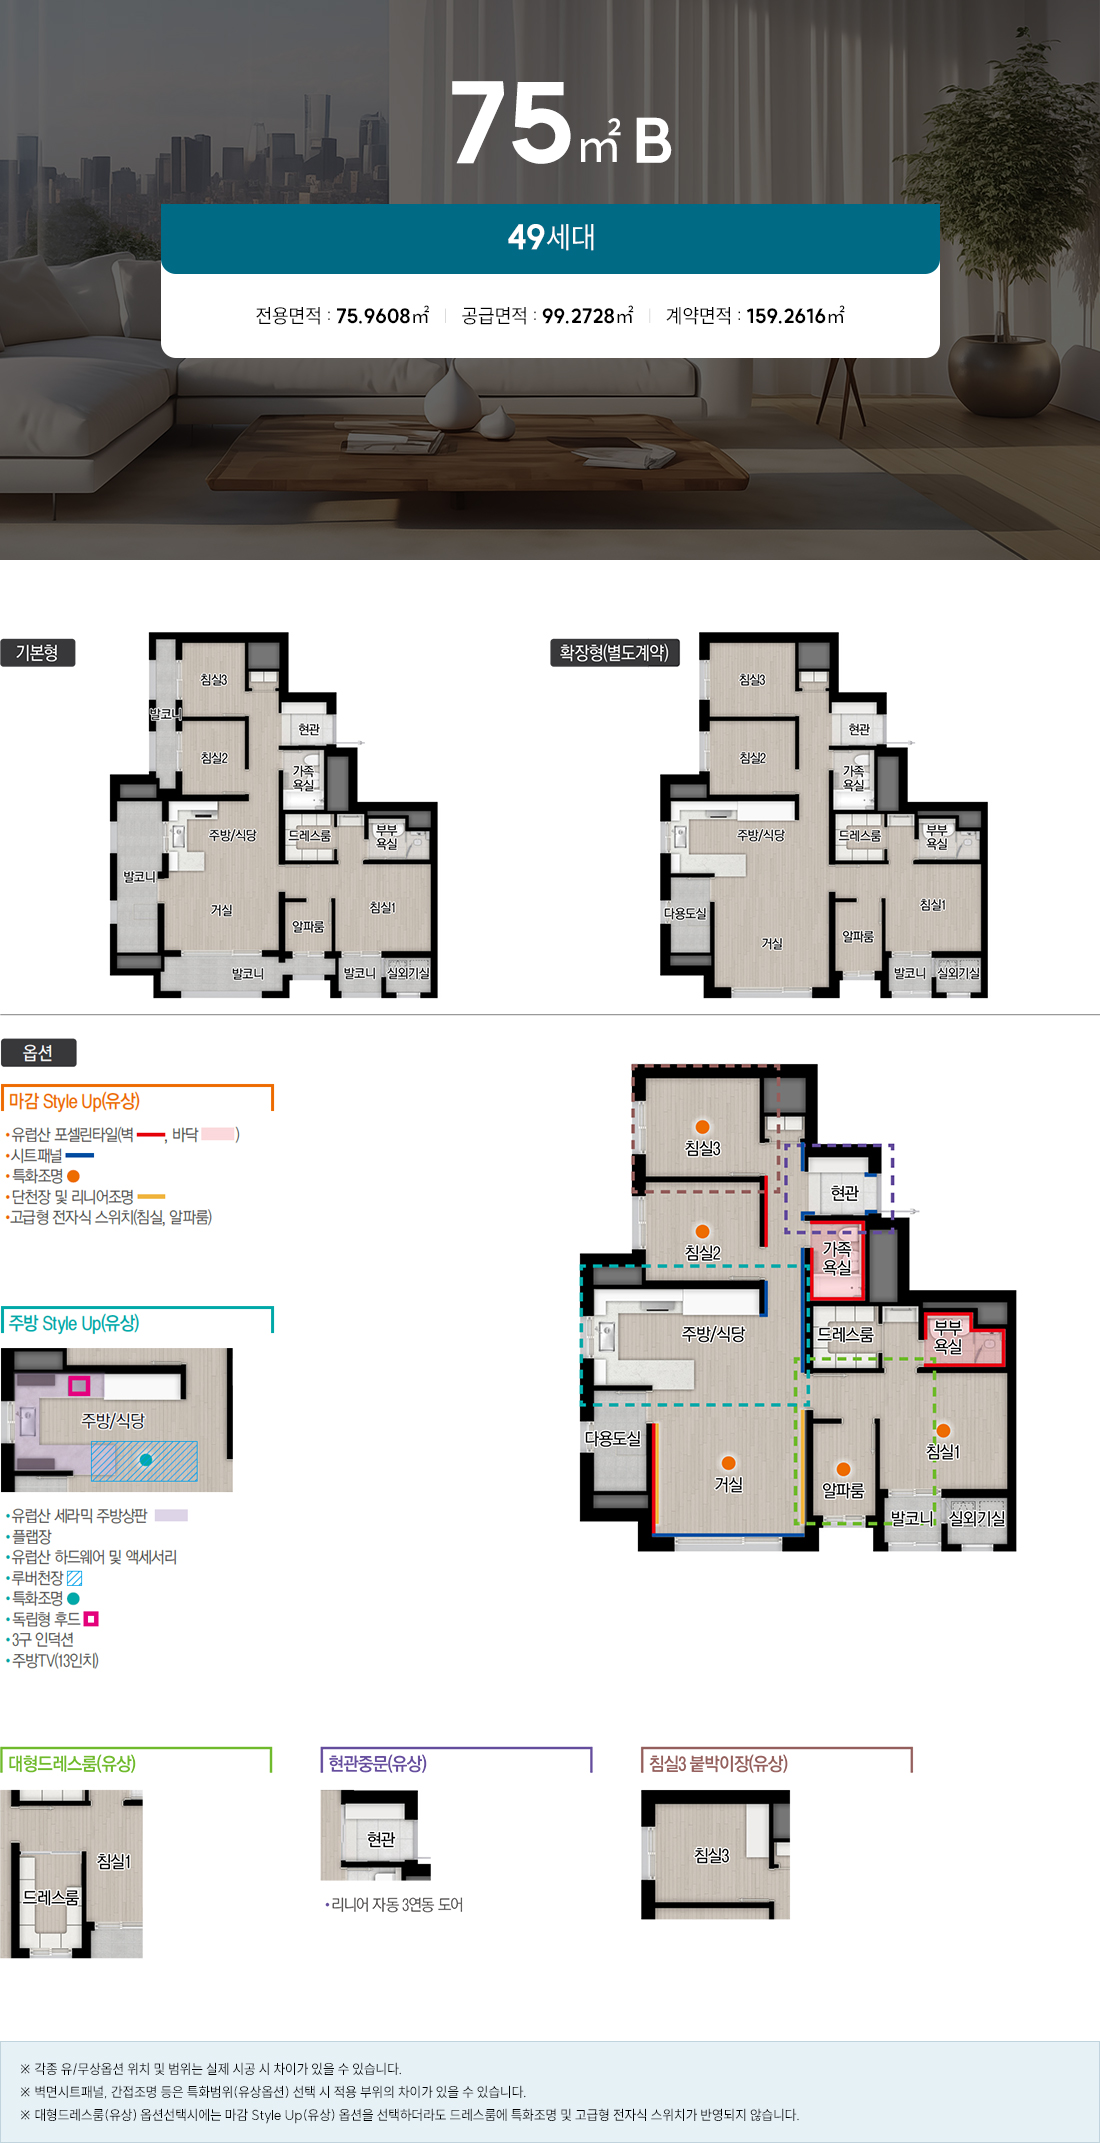 75㎡ B
49세대
전용면적 : 75.9608㎡ 공급면적 : 99.2728㎡ 계약면적 : 159.2616㎡
기본형
침실3
발코니
현관
침실2
가족
욕실
주방/식당
드레스룸
부부
욕실
발코니
거실
침실1
알파룸
발코니
발코니
실외기실
확장형(별도계약)
침실3
현관
침실2
가족
욕실
주방/식당
드레스룸
부부
욕실
다용도실
침실1
거실
알파룸
발코니
실외기실
옵션
마감 Style Up(유상)
•유럽산 포셀린타일(벽 , 바닥 )
•시트패널
•특화조명
•단천장 및 리니어조명
•고급형 전자식 스위치(침실, 알파룸)
침실3
현관
침실2
가족
욕실
주방/식당
드레스룸
부부
욕실
다용도실
거실
알파룸
침실1
발코니
실외기실
주방 Style Up(유상)
주방/식당
•유럽산 세라믹 주방상판
•플랩장
•유럽산 하드웨어 및 액세서리
•루버천장
•특화조명
•독립형 후드
•3구 인덕션
•주방TV(13인치)
대형드레스룸(유상)
침실1
드레스룸
현관중문(유상)
현관
•리니어 자동 3연동 도어
침실3 붙박이장(유상)
침실3
※ 각종 유/무상옵션 위치 및 범위는 실제 시공 시 차이가 있을 수 있습니다.
※ 벽면시트패널, 간접조명 등은 특화범위(유상옵션) 선택 시 적용 부위의 차이가 있을 수 있습니다.
※ 대형드레스룸(유상) 옵션선택시에는 마감 Style Up(유상) 옵션을 선택하더라도 드레스룸에 특화조명 및 고급형 전자식 스위치가 반영되지 않습니다.